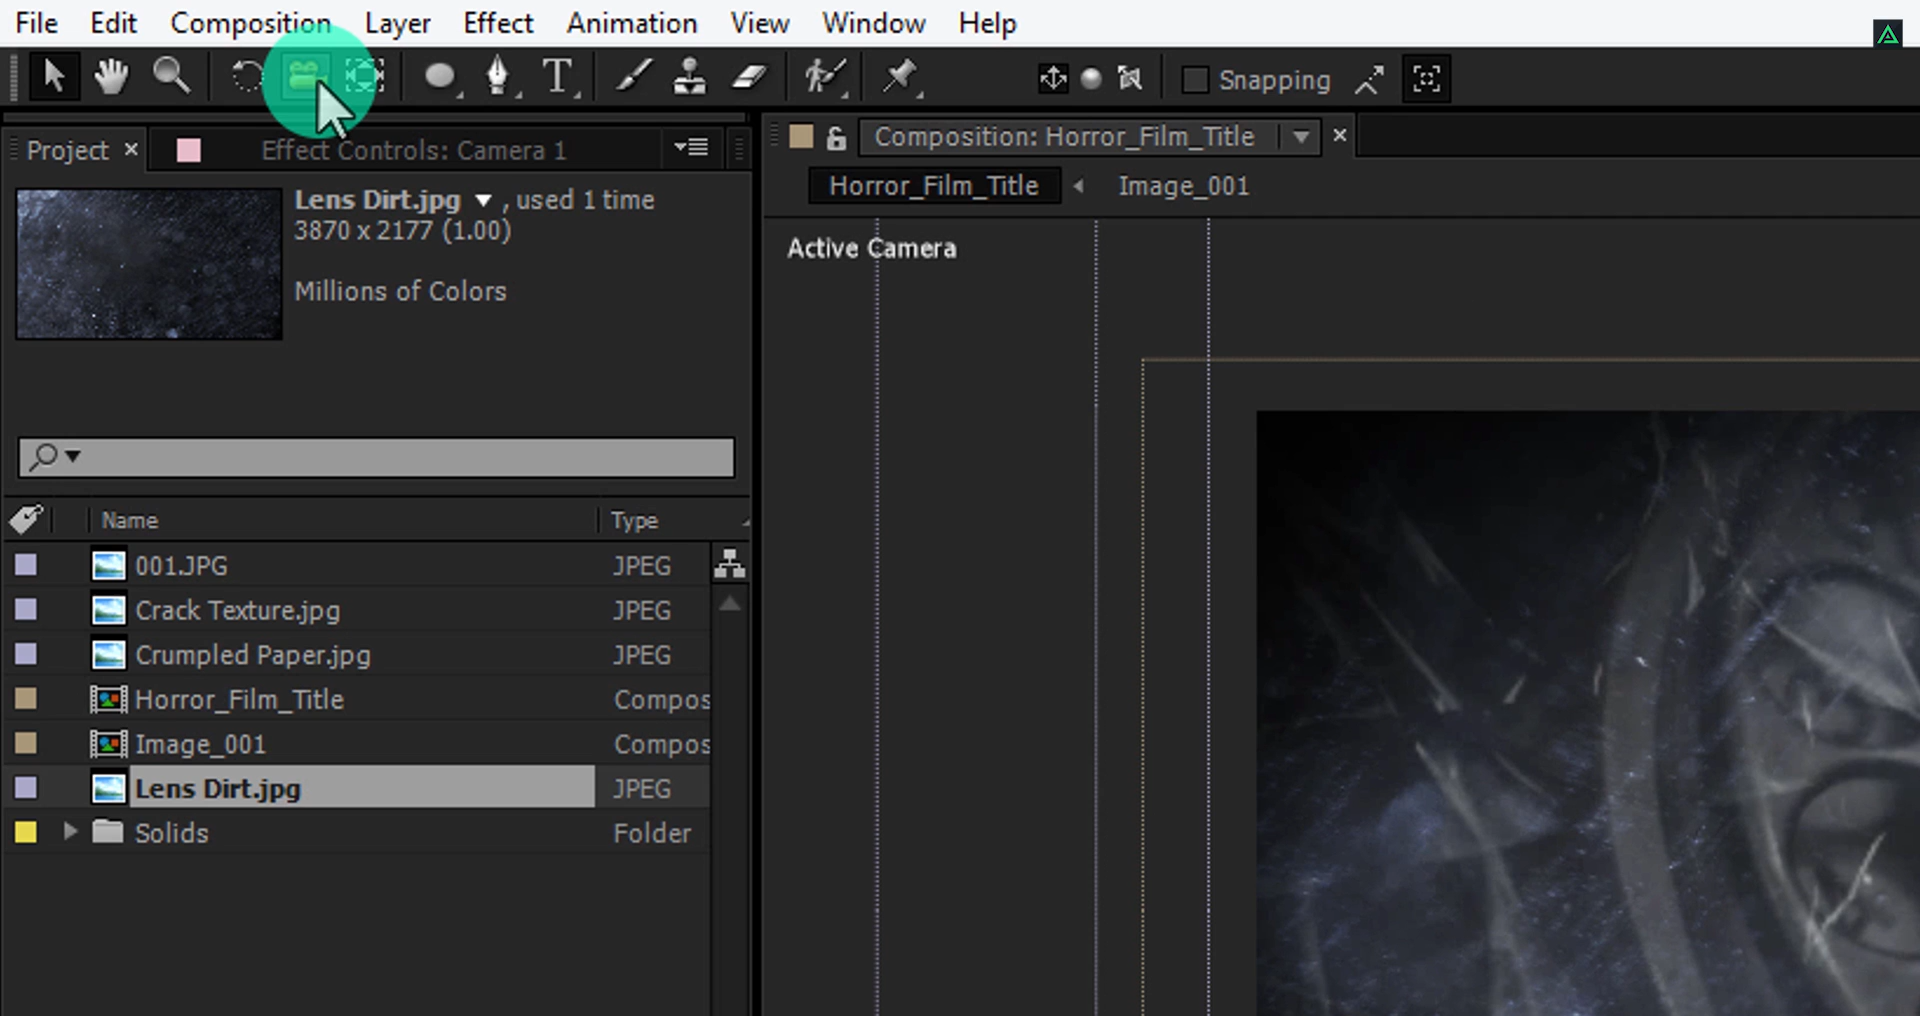 File Edit Composition Layer Effect Animation View Window Help
T Snapping
Project × Effect Controls: Camera 1
Composition: Horror_Film_Title ×
Lens Dirt.jpg , used 1 time
3870 x 2177 (1.00)
Millions of Colors
Horror_Film_Title Image_001
Active Camera
Name Type
001.JPG JPEG
Crack Texture.jpg JPEG
Crumpled Paper.jpg JPEG
Horror_Film_Title Compos
Image_001 Compos
Lens Dirt.jpg JPEG
Solids Folder